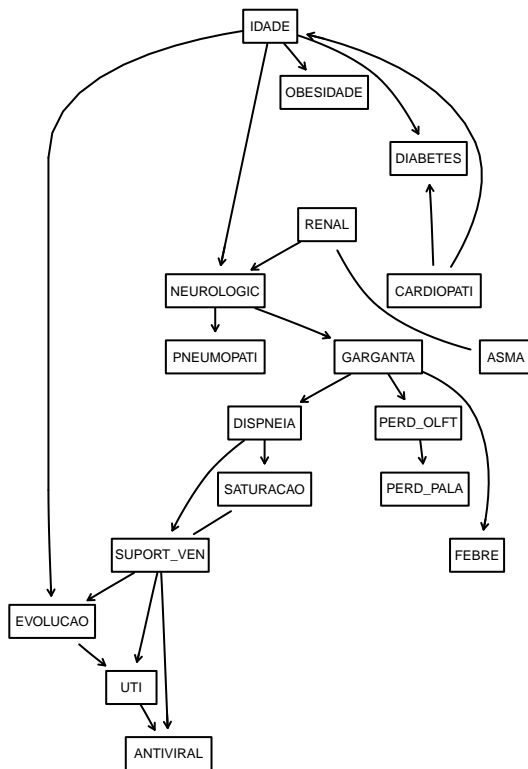 IDADE
OBESIDADE
DIABETES
RENAL
NEUROLOGIC
CARDIOPATI
PNEUMOPATI
GARGANTA
ASMA
DISPNEIA
PERD_OLFT
SATURACAO
PERD_PALA
SUPORT_VEN
FEBRE
EVOLUCAO
UTI
ANTIVIRAL